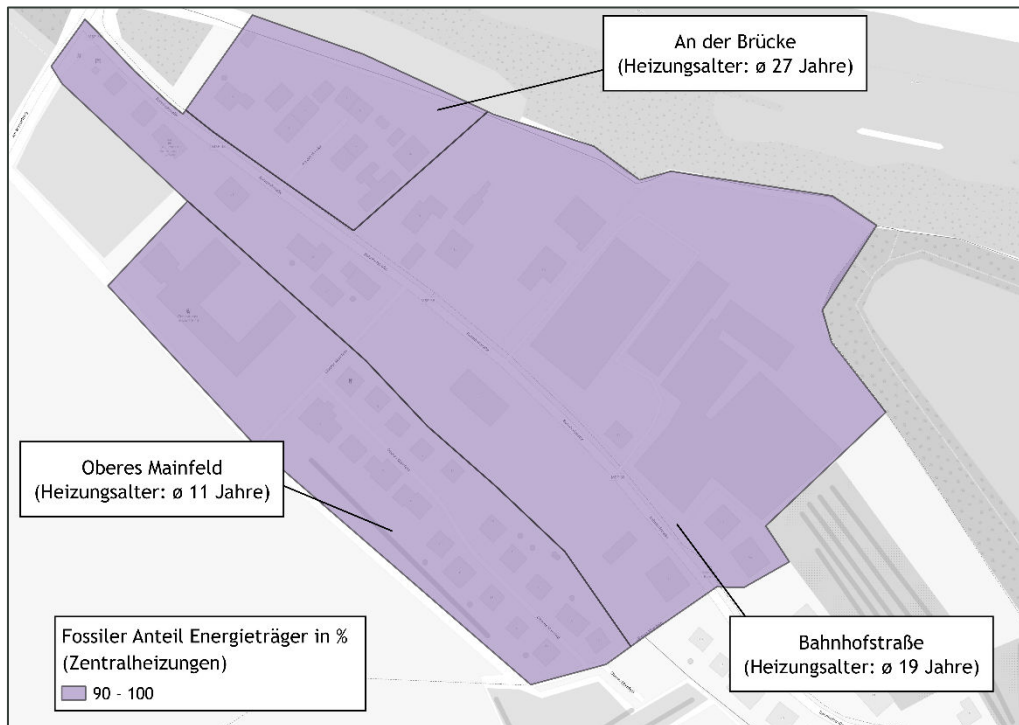 An der Brücke
(Heizungsalter: ø 27 Jahre)
Oberes Mainfeld
(Heizungsalter: ø 11 Jahre)
Bahnhofstraße
(Heizungsalter: ø 19 Jahre)
Fossiler Anteil Energieträger in %
(Zentralheizungen)
90 - 100